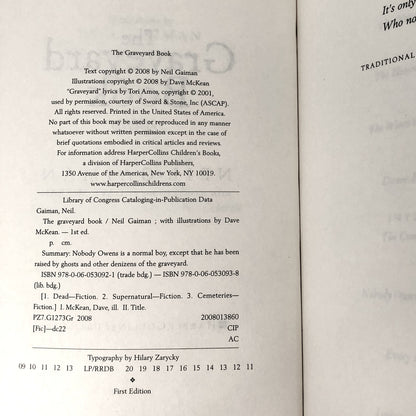 The Graveyard Book
Text copyright © 2008 by Neil Gaiman
Illustrations copyright © 2008 by Dave McKean
"Graveyard" lyrics by Tori Amos, copyright © 2001,
used by permission, courtesy of Sword & Stone, Inc (ASCAP).
All rights reserved. Printed in the United States of America.
No part of this book may be used or reproduced in any manner
whatsoever without written permission except in the case of
brief quotations embodied in critical articles and reviews.
For information address HarperCollins Children's Books,
a division of HarperCollins Publishers,
1350 Avenue of the Americas, New York, NY 10019.
www.harpercollinschildrens.com
Library of Congress Cataloging-in-Publication Data
Gaiman, Neil.
The graveyard book / Neil Gaiman ; with illustrations by Dave
McKean. — 1st ed.
p. cm.
Summary: Nobody Owens is a normal boy, except that he has been
raised by ghosts and other denizens of the graveyard.
ISBN 978-0-06-053092-1 (trade bdg.) — ISBN 978-0-06-053093-8
(lib. bdg.)
[1. Dead—Fiction. 2. Supernatural—Fiction. 3. Cemeteries—
Fiction.] I. McKean, Dave, ill. II. Title.
PZ7.G1273Gr 2008 2008013860
[Fic]—dc22 CIP
AC
Typography by Hilary Zarycky
09 10 11 12 13 LP/RRDB 20 19 18 17 16 15 14 13 12 11
❖
First Edition
It's only
Who no
TRADITIONAL